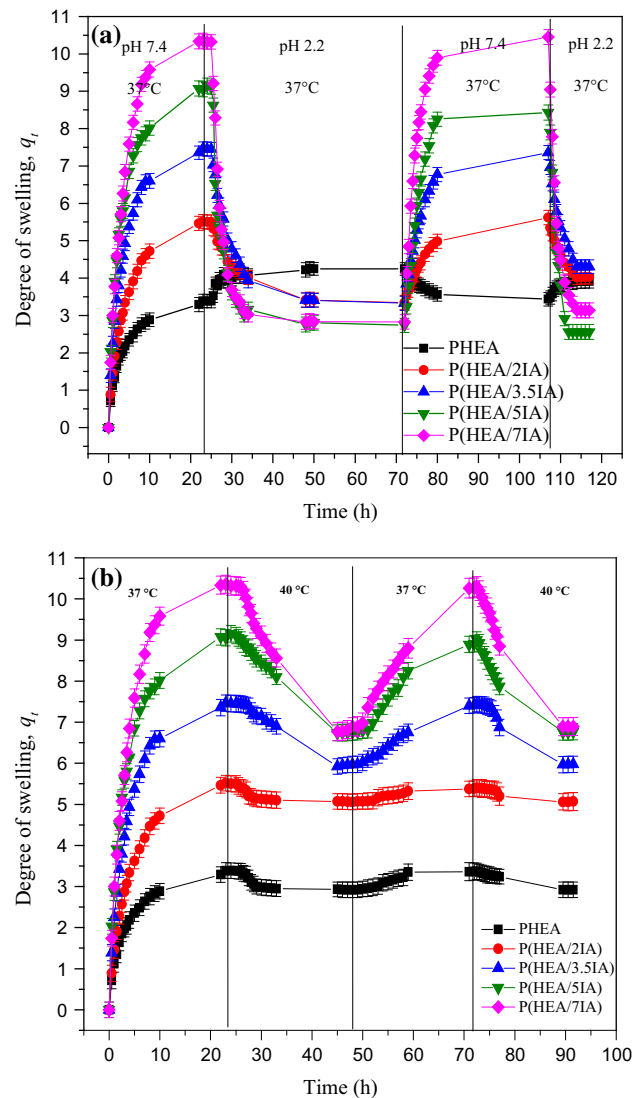 (a)
pH 7.4
pH 2.2
pH 7.4
pH 2.2
37°C
37°C
37°C
37°C
11
10
9
8
7
6
5
4
3
2
1
0
Degree of swelling, qt
PHEA
P(HEA/2IA)
P(HEA/3.5IA)
P(HEA/5IA)
P(HEA/7IA)
0 10 20 30 40 50 60 70 80 90 100 110 120
Time (h)
(b)
37 °C
40 °C
37 °C
40 °C
11
10
9
8
7
6
5
4
3
2
1
0
Degree of swelling, qt
PHEA
P(HEA/2IA)
P(HEA/3.5IA)
P(HEA/5IA)
P(HEA/7IA)
0 10 20 30 40 50 60 70 80 90 100
Time (h)